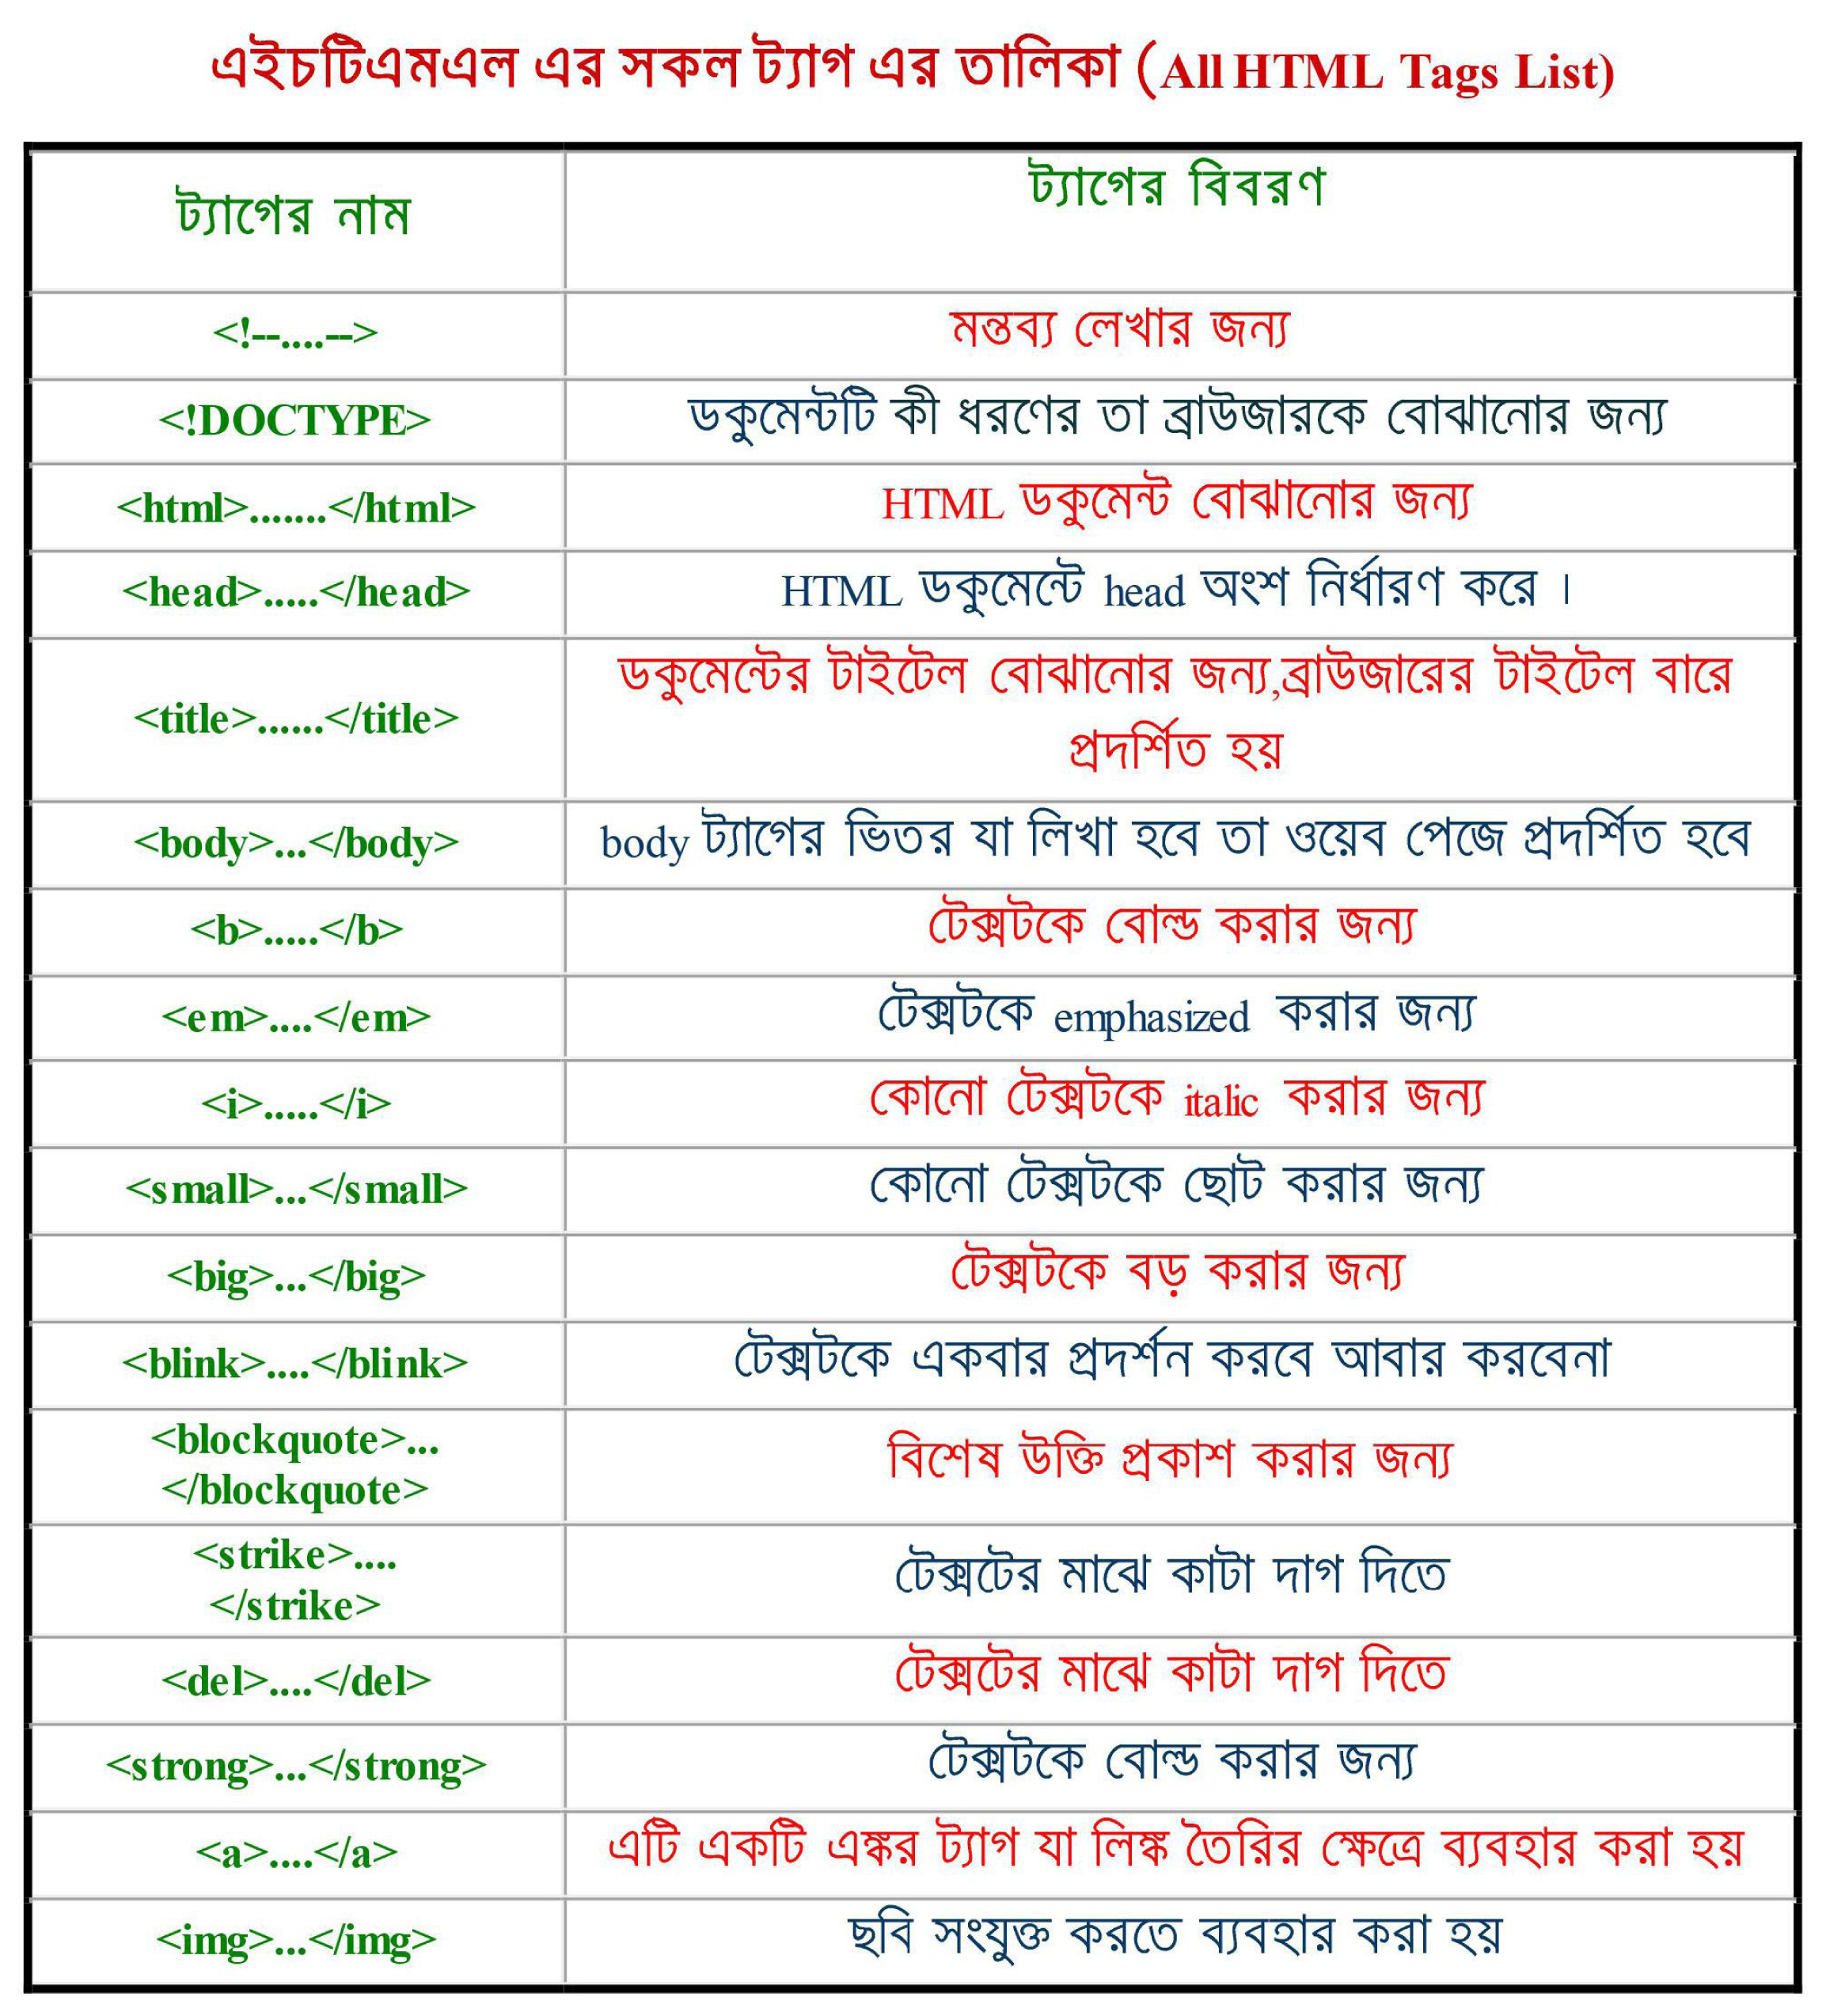 এইচটিএমএল এর সকল ট্যাগ এর তালিকা (All HTML Tags List)
ট্যাগের নাম
ট্যাগের বিবরণ
<!--....-->
মন্তব্য লেখার জন্য
<!DOCTYPE>
ডকুমেন্টটি কী ধরণের তা ব্রাউজারকে বোঝানোর জন্য
<html>.......</html>
HTML ডকুমেন্ট বোঝানোর জন্য
<head>.....</head>
HTML ডকুমেন্টে head অংশ নির্ধারণ করে ।
<title>......</title>
ডকুমেন্টের টাইটেল বোঝানোর জন্য,ব্রাউজারের টাইটেল বারে
প্রদর্শিত হয়
<body>...</body>
body ট্যাগের ভিতর যা লিখা হবে তা ওয়েব পেজে প্রদর্শিত হবে
<b>.....</b>
টেক্সটকে বোল্ড করার জন্য
<em>....</em>
টেক্সটকে emphasized করার জন্য
<i>.....</i>
কোনো টেক্সটকে italic করার জন্য
<small>...</small>
কোনো টেক্সটকে ছোট করার জন্য
<big>...</big>
টেক্সটকে বড় করার জন্য
<blink>....</blink>
টেক্সটকে একবার প্রদর্শন করবে আবার করবেনা
<blockquote>...
</blockquote>
বিশেষ উক্তি প্রকাশ করার জন্য
<strike>....
</strike>
টেক্সটের মাঝে কাটা দাগ দিতে
<del>....</del>
টেক্সটের মাঝে কাটা দাগ দিতে
<strong>...</strong>
টেক্সটকে বোল্ড করার জন্য
<a>....</a>
এটি একটি এঙ্কর ট্যাগ যা লিঙ্ক তৈরির ক্ষেত্রে ব্যবহার করা হয়
<img>...</img>
ছবি সংযুক্ত করতে ব্যবহার করা হয়